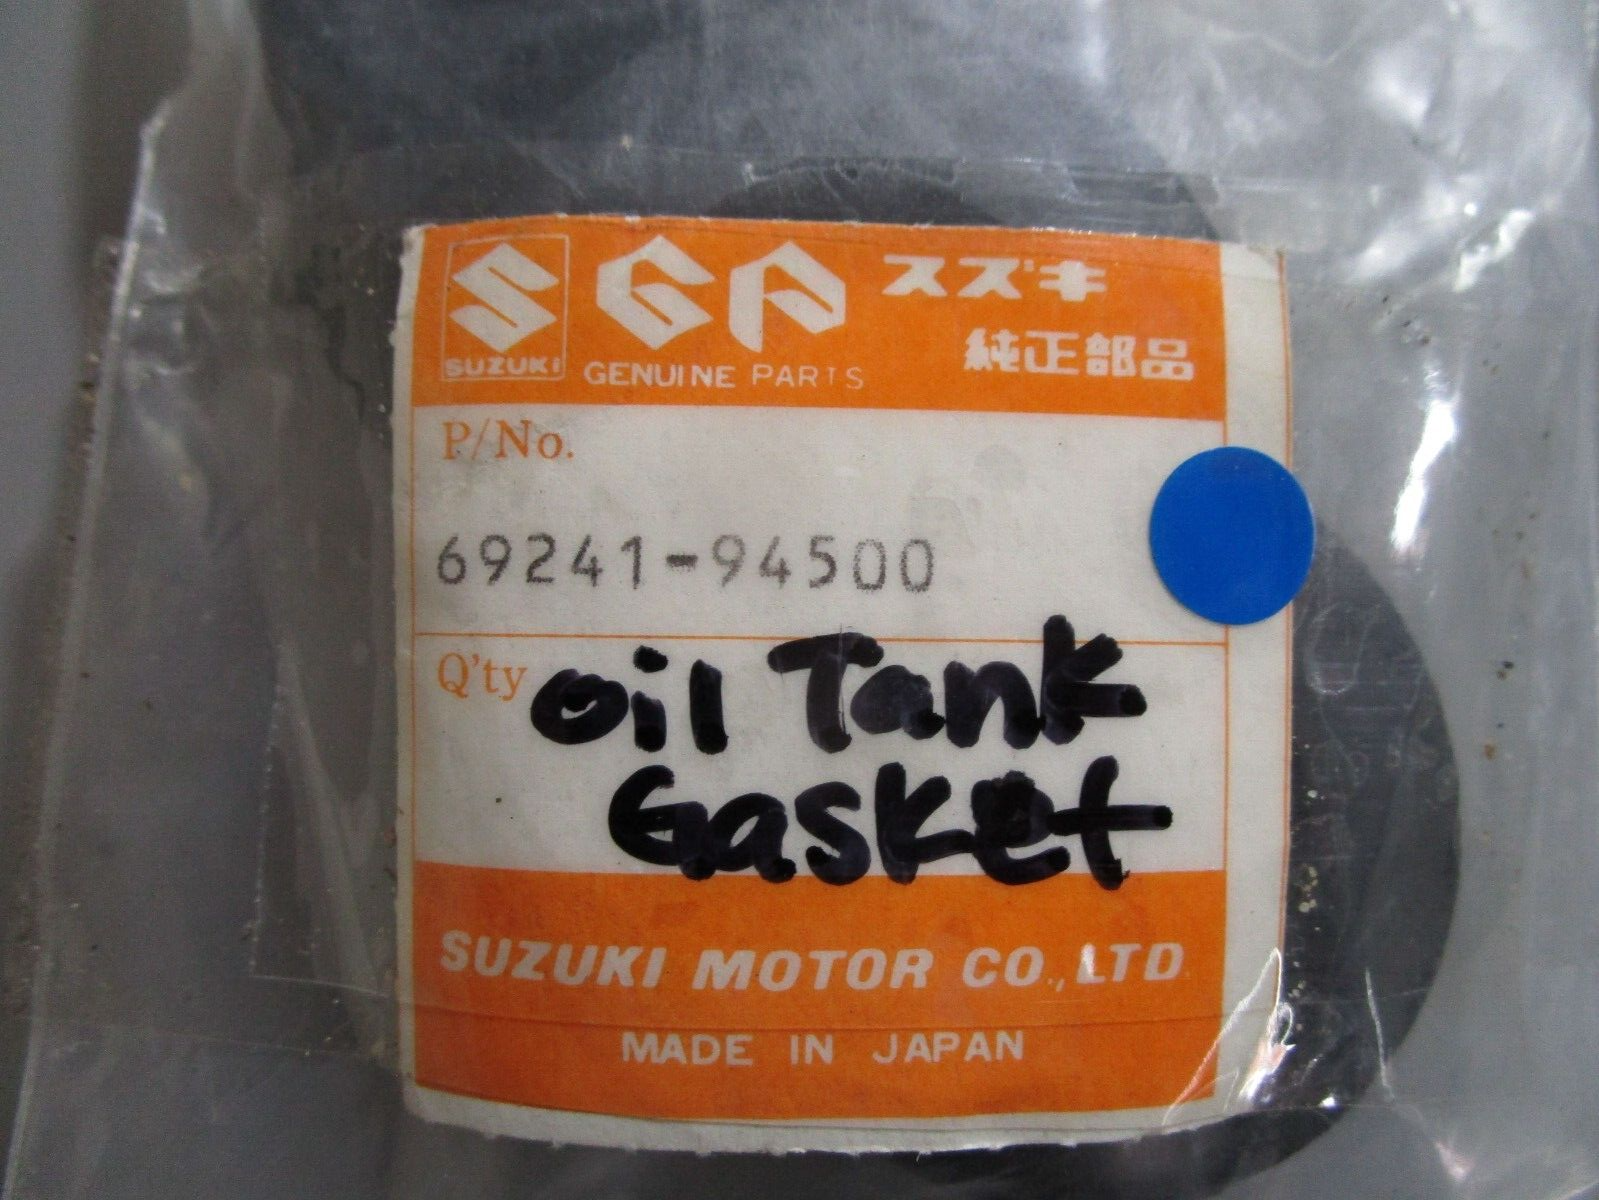 SUZUKI
SGP スズキ
GENUINE PARTS 純正部品
P/No.
69241-94500
Q'ty oil Tank
Gasket
SUZUKI MOTOR CO., LTD
MADE IN JAPAN